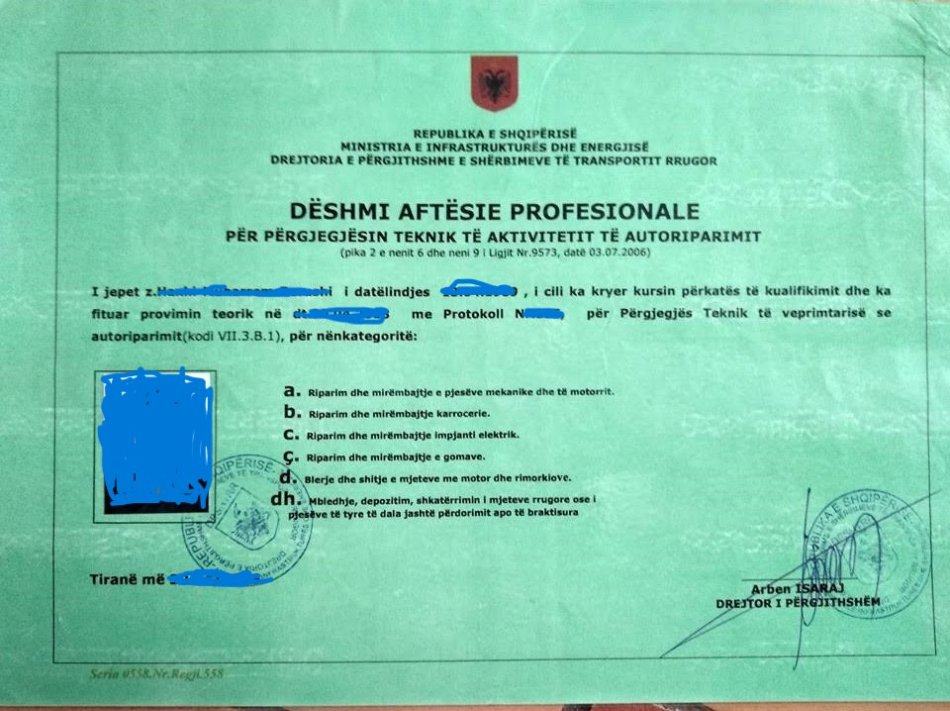 REPUBLIKA E SHQIPËRISË
MINISTRIA E INFRASTRUKTURËS DHE ENERGJISË
DREJTORIA E PËRGJITHSHME E SHËRBIMEVE TË TRANSPORTIT RRUGOR
DËSHMI AFTËSIE PROFESIONALE
PËR PËRGJEGJËSIN TEKNIK TË AKTIVITETIT TË AUTORIPARIMIT
(pika 2 e nenit 6 dhe neni 9 i Ligjit Nr.9573, datë 03.07.2006)
I jepet z. i datëlindjes , i cili ka kryer kursin përkatës të kualifikimit dhe ka
fituar provimin teorik në me Protokoll për Përgjegjës Teknik të veprimtarisë se
autoriparimit(kodi VII.3.B.1), për nënkategoritë:
a. Riparim dhe mirëmbajtje e pjesëve mekanike dhe të motorrit.
b. Riparim dhe mirëmbajtje karrocerie.
c. Riparim dhe mirëmbajtje impjanti elektrik.
ç. Riparim dhe mirëmbajtje e gomave.
d. Blerje dhe shitje e mjeteve me motor dhe rimorkiove.
dh. Mbledhje, depozitim, shkatërrimin i mjeteve rrugore ose i
pjesëve të tyre të dala jashtë përdorimit apo të braktisura
Tiranë më
Arben ISARAJ
DREJTOR I PËRGJITHSHËM
Seria 0558.Nr.Regji.558